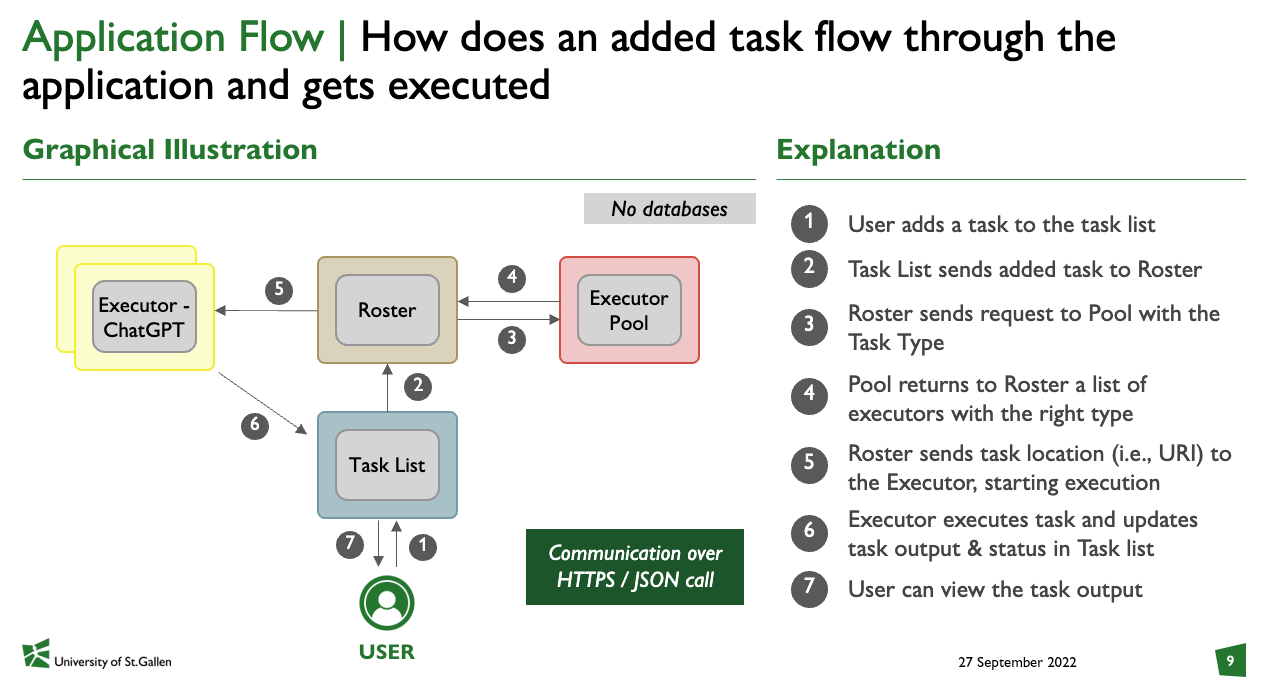 Application Flow | How does an added task flow through the
application and gets executed
Graphical Illustration
No databases
Executor -
ChatGPT
5
Roster
4
3
Executor
Pool
2
6
Task List
7
1
USER
Communication over
HTTPS / JSON call
Explanation
1 User adds a task to the task list
2 Task List sends added task to Roster
3 Roster sends request to Pool with the
Task Type
4 Pool returns to Roster a list of
executors with the right type
5 Roster sends task location (i.e., URI) to
the Executor, starting execution
6 Executor executes task and updates
task output & status in Task list
7 User can view the task output
University of St.Gallen
27 September 2022
9